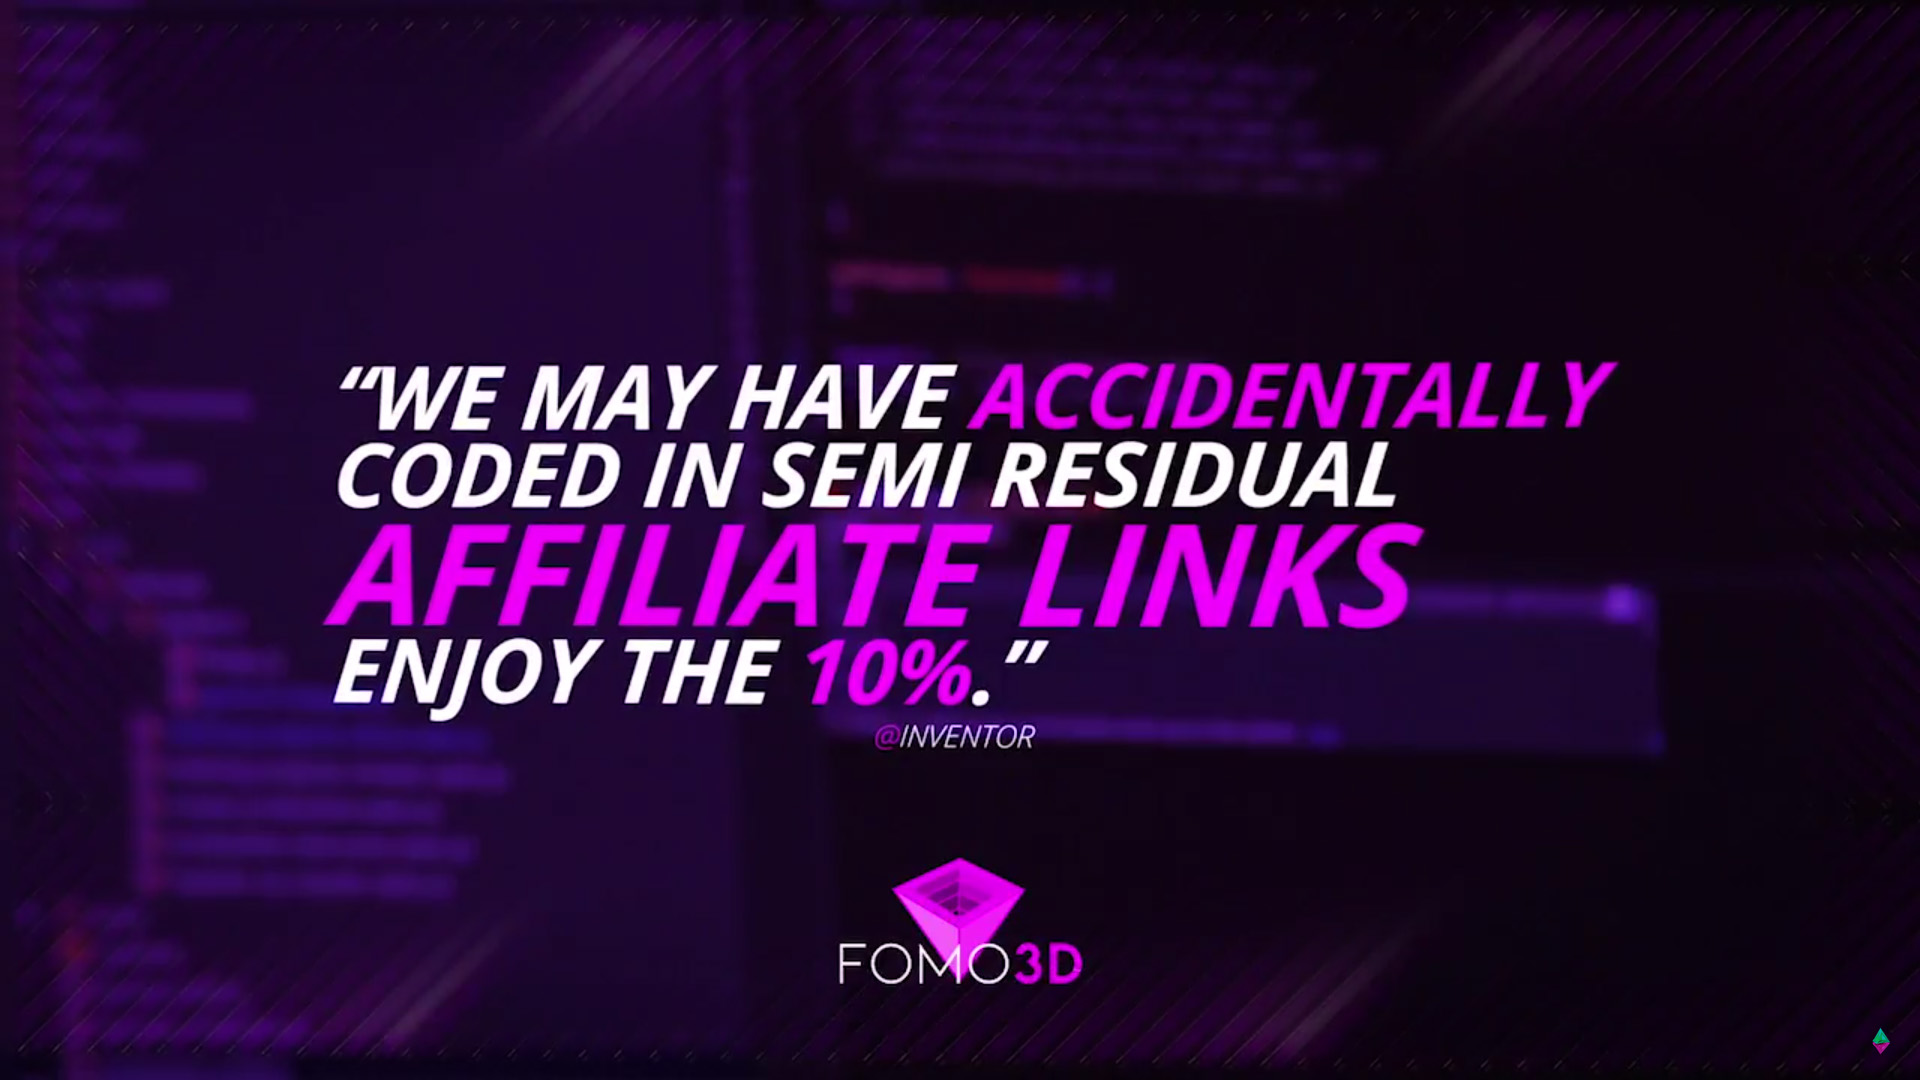 “WE MAY HAVE ACCIDENTALLY
CODED IN SEMI RESIDUAL
AFFILIATE LINKS
ENJOY THE 10%.”
@INVENTOR
FOMO3D